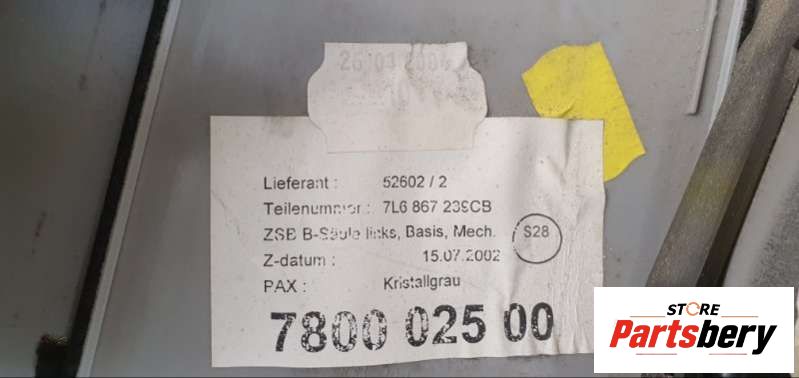 Lieferant : 52602 / 2
Teilenummer : 7L6 867 239CB
ZSB B-Säule links, Basis, Mech. S28
Z-datum : 15.07.2002
PAX : Kristallgrau
7800 025 00
STORE
Partsbery